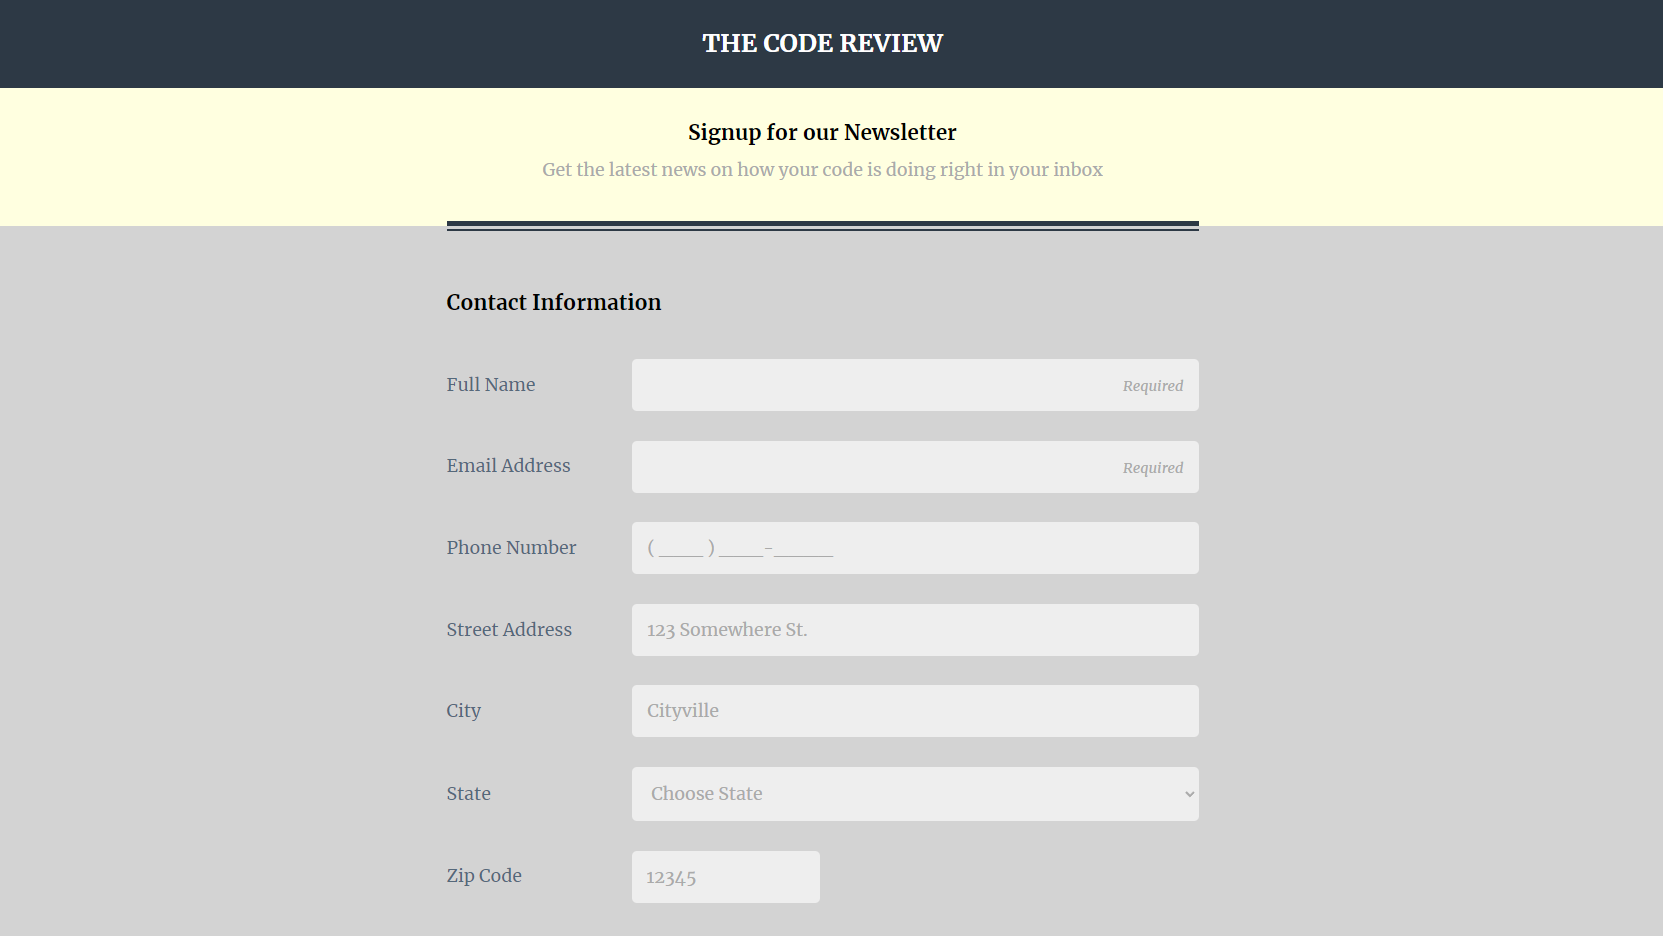 THE CODE REVIEW
Signup for our Newsletter
Get the latest news on how your code is doing right in your inbox
Contact Information
Full Name
Required
Email Address
Required
Phone Number
( ____ ) ____-_____
Street Address
123 Somewhere St.
City
Cityville
State
Choose State
Zip Code
12345